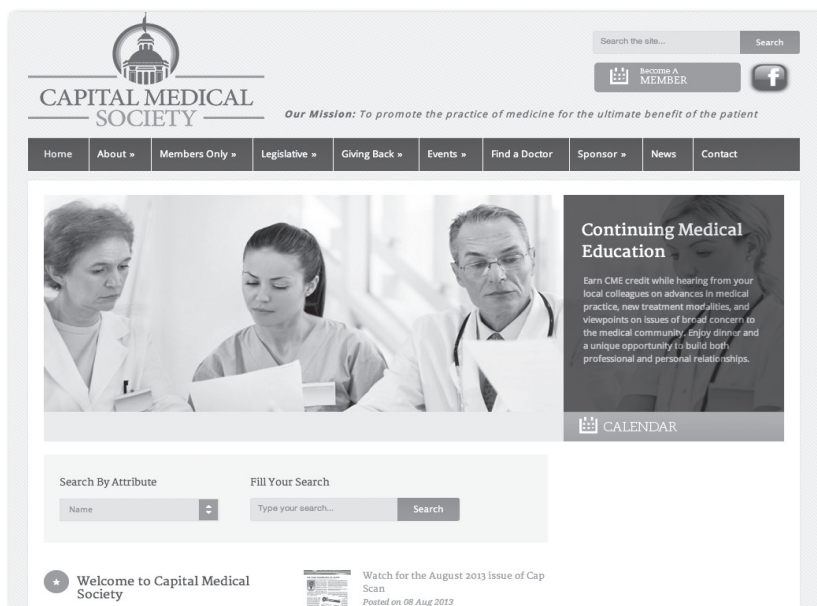 Search the site...
Search
Become A
MEMBER
f
CAPITAL MEDICAL
SOCIETY
Our Mission: To promote the practice of medicine for the ultimate benefit of the patient
Home About » Members Only » Legislative » Giving Back » Events » Find a Doctor Sponsor » News Contact
Continuing Medical
Education
Earn CME credit while hearing from your
local colleagues on advances in medical
practice, new treatment modalities, and
viewpoints on issues of broad concern to
the medical community. Enjoy dinner and
a unique opportunity to build both
professional and personal relationships.
CALENDAR
Search By Attribute
Name
Fill Your Search
Type your search...
Search
Welcome to Capital Medical
Society
Watch for the August 2013 issue of Cap
Scan
Posted on 08 Aug 2013